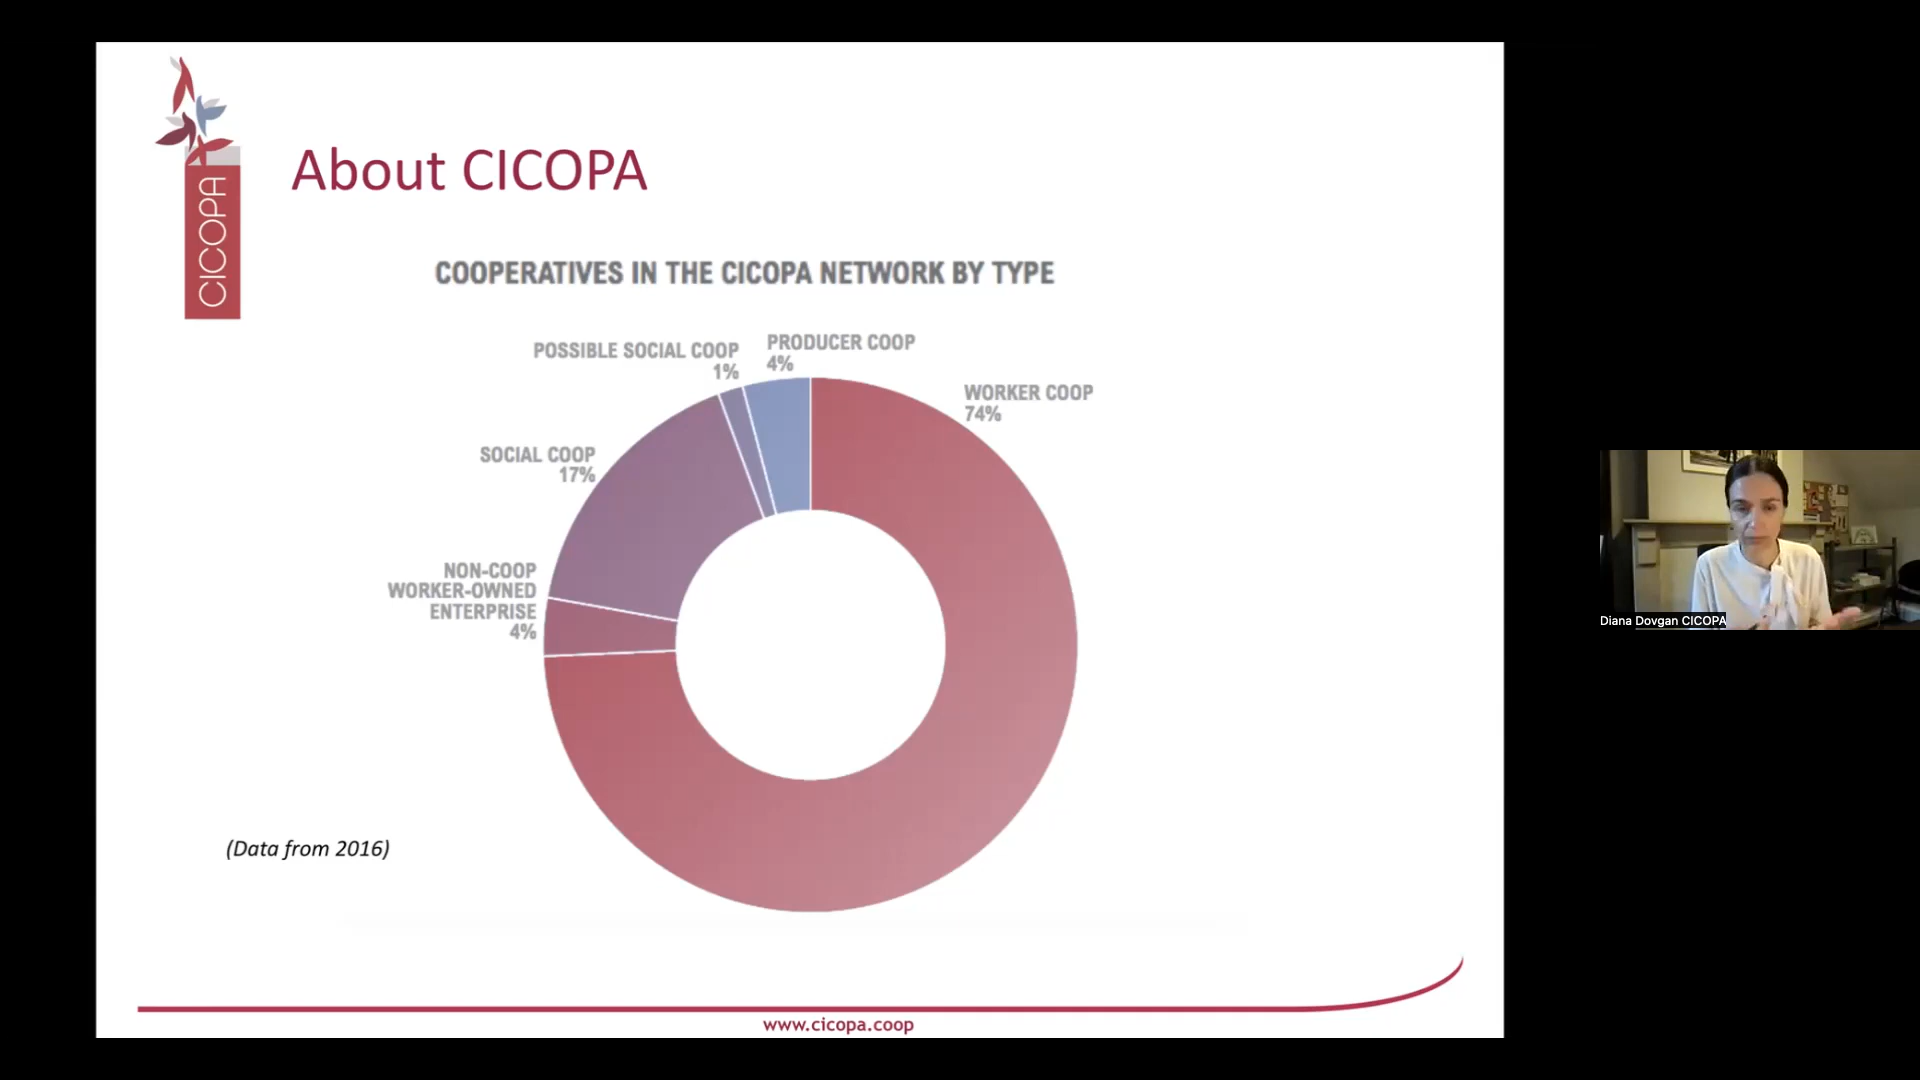 CICOPA
About CICOPA
COOPERATIVES IN THE CICOPA NETWORK BY TYPE
POSSIBLE SOCIAL COOP
1%
PRODUCER COOP
4%
WORKER COOP
74%
SOCIAL COOP
17%
NON-COOP
WORKER-OWNED
ENTERPRISE
4%
(Data from 2016)
www.cicopa.coop
Diana Dovgan CICOPA